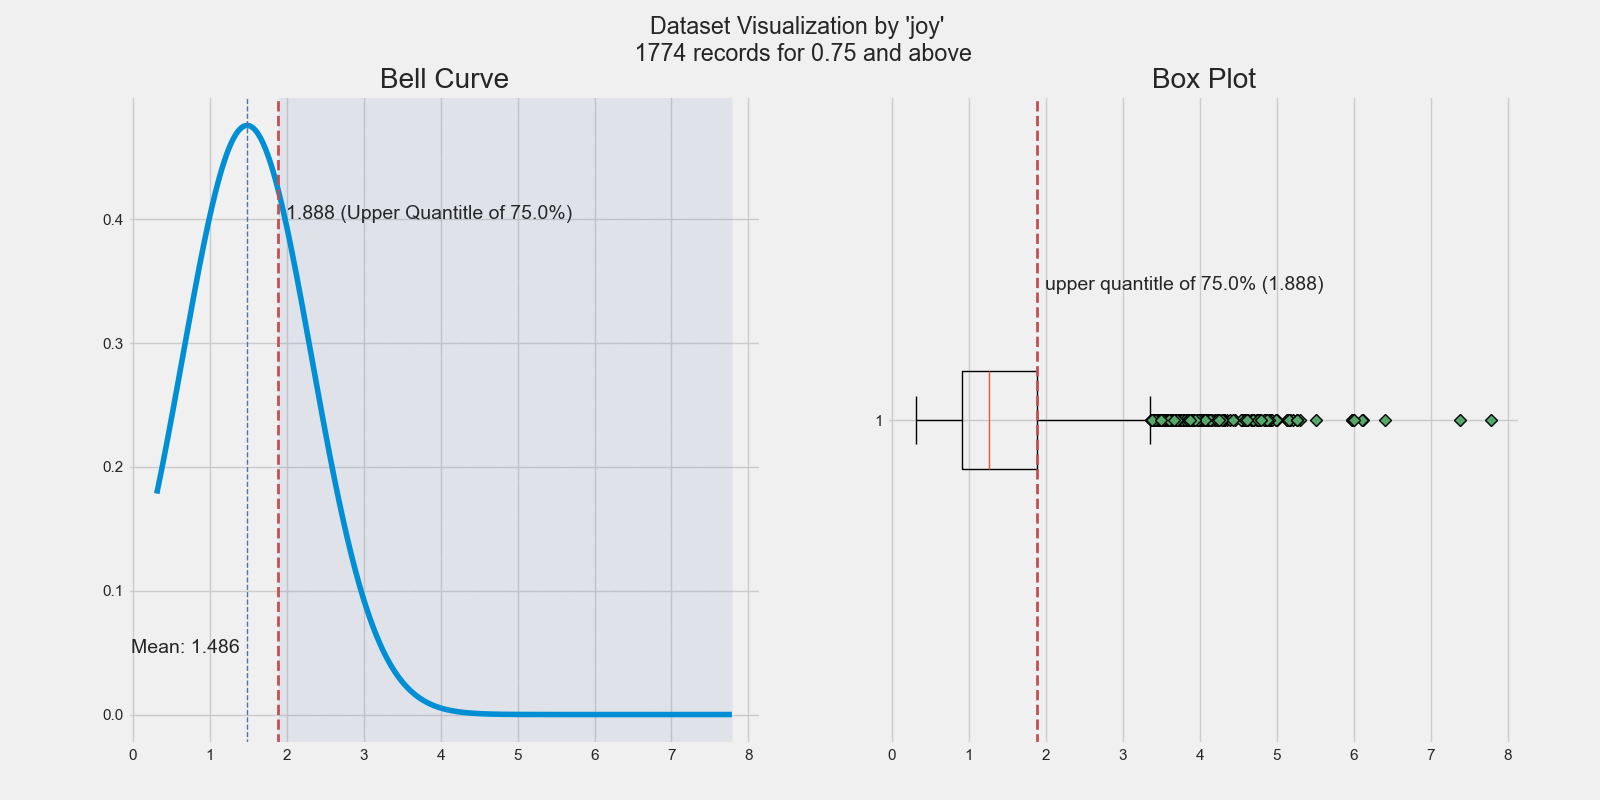 Dataset Visualization by 'joy'
1774 records for 0.75 and above
Bell Curve
0.4
0.3
0.2
0.1
0.0
1.888 (Upper Quantitle of 75.0%)
Mean: 1.486
0 1 2 3 4 5 6 7 8
Box Plot
upper quantitle of 75.0% (1.888)
1
0 1 2 3 4 5 6 7 8